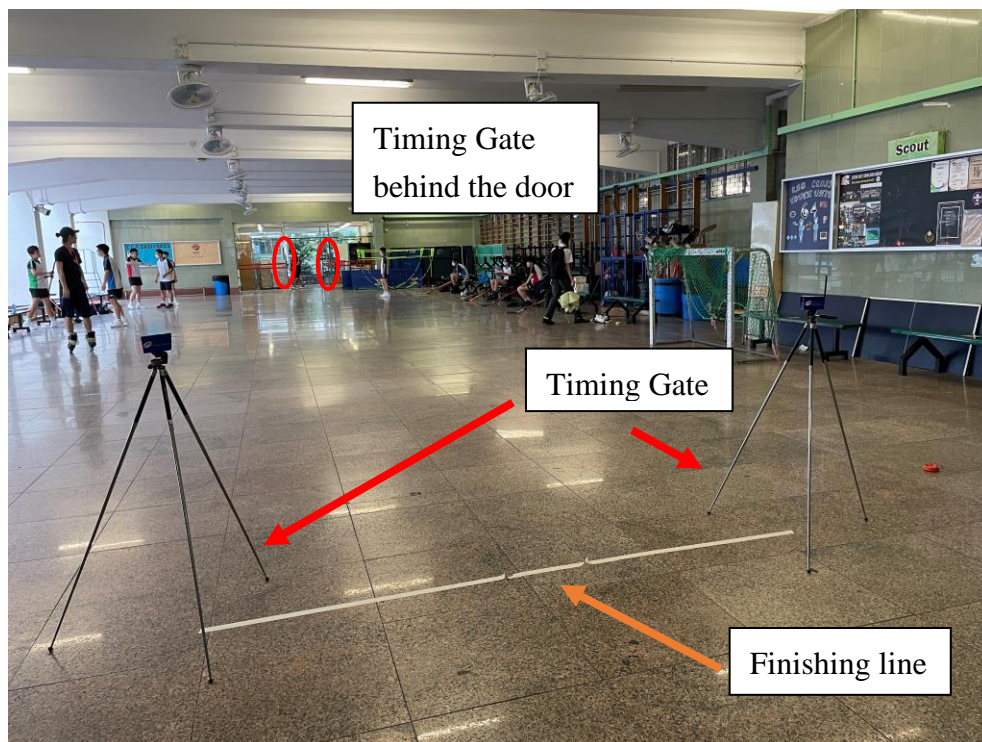 Timing Gate
behind the door
Scout
Timing Gate
Finishing line